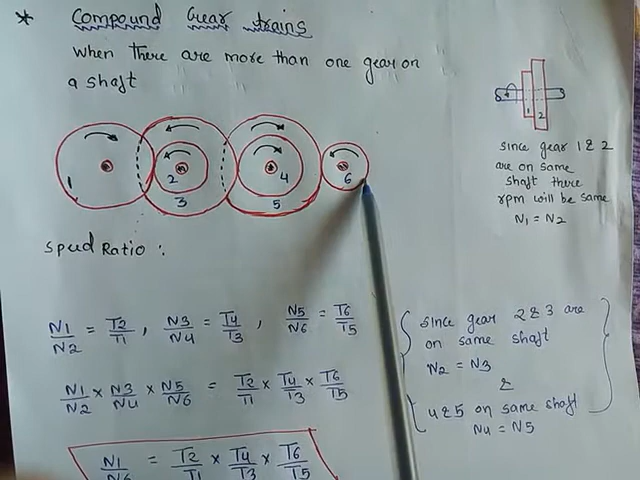 * Compound Gear trains
When there are more than one gear on
a shaft
1
2
3
4
5
6
1
2
since gear 1 & 2
are on same
shaft there
rpm will be same
N1 = N2
Speed Ratio :
N1/N2 = T2/T1 , N3/N4 = T4/T3 , N5/N6 = T6/T5
N1/N2 × N3/N4 × N5/N6 = T2/T1 × T4/T3 × T6/T5
N1/N6 = T2/T1 × T4/T3 × T6/T5
since gear 2 & 3 are
on same shaft
N2 = N3
&
4 & 5 on same shaft
N4 = N5